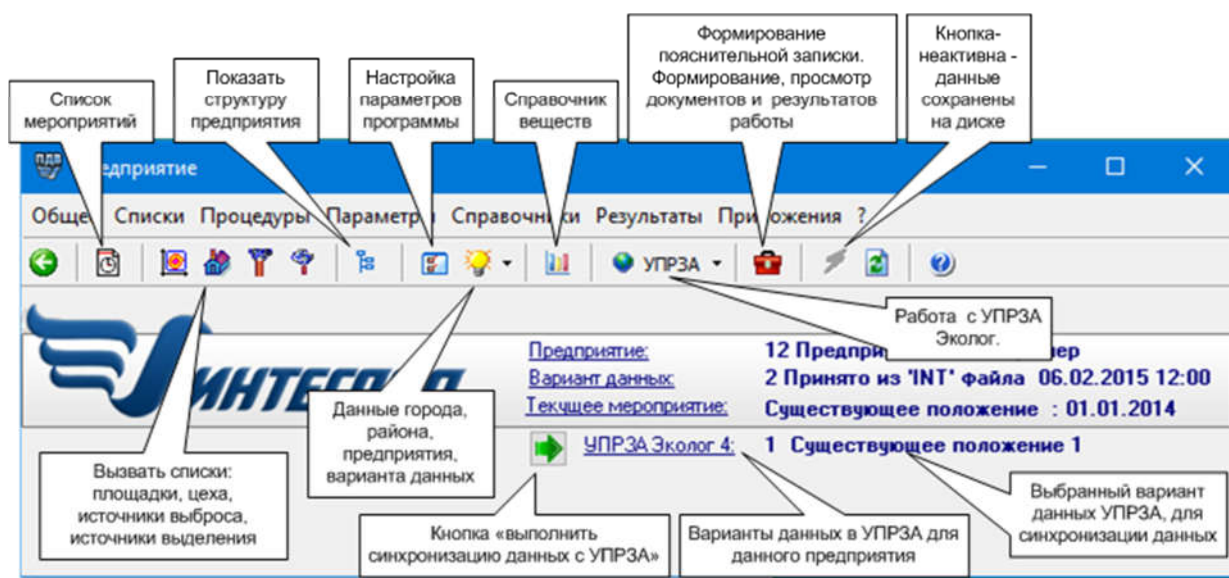 Список
мероприятий
Показать
структуру
предприятия
Настройка
параметров
программы
Справочник
веществ
Формирование
пояснительной записки.
Формирование, просмотр
документов и результатов
работы
Кнопка-
неактивна -
данные
сохранены
на диске
ПДВ
Списки Процедуры Справочники Результаты ?
УПРЗА
Работа с УПРЗА
Эколог.
Предприятие: 12
Вариант данных: 2 Принято из 'INT' файла 06.02.2015 12:00
Текущее мероприятие: Существующее положение : 01.01.2014
УПРЗА Эколог 4: 1 Существующее положение 1
Данные города,
района,
предприятия,
варианта данных
Вызвать списки:
площадки, цеха,
источники выброса,
источники выделения
Кнопка «выполнить
синхронизацию данных с УПРЗА»
Варианты данных в УПРЗА для
данного предприятия
Выбранный вариант
данных УПРЗА, для
синхронизации данных